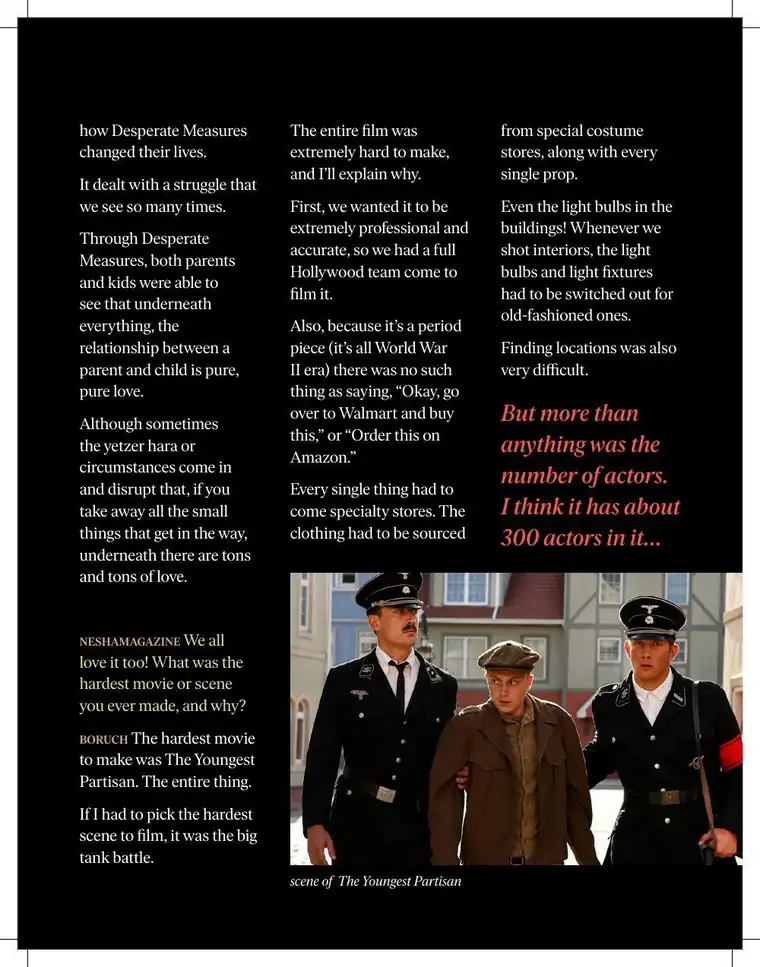 how Desperate Measures
changed their lives.
It dealt with a struggle that
we see so many times.
Through Desperate
Measures, both parents
and kids were able to
see that underneath
everything, the
relationship between a
parent and child is pure,
pure love.
Although sometimes
the yetzer hara or
circumstances come in
and disrupt that, if you
take away all the small
things that get in the way,
underneath there are tons
and tons of love.
NESHAMAGAZINE We all
love it too! What was the
hardest movie or scene
you ever made, and why?
BORUCH The hardest movie
to make was The Youngest
Partisan. The entire thing.
If I had to pick the hardest
scene to film, it was the big
tank battle.
The entire film was
extremely hard to make,
and I’ll explain why.
First, we wanted it to be
extremely professional and
accurate, so we had a full
Hollywood team come to
film it.
Also, because it’s a period
piece (it’s all World War
II era) there was no such
thing as saying, “Okay, go
over to Walmart and buy
this,” or “Order this on
Amazon.”
Every single thing had to
come specialty stores. The
clothing had to be sourced
from special costume
stores, along with every
single prop.
Even the light bulbs in the
buildings! Whenever we
shot interiors, the light
bulbs and light fixtures
had to be switched out for
old-fashioned ones.
Finding locations was also
very difficult.
But more than
anything was the
number of actors.
I think it has about
300 actors in it...
scene of The Youngest Partisan